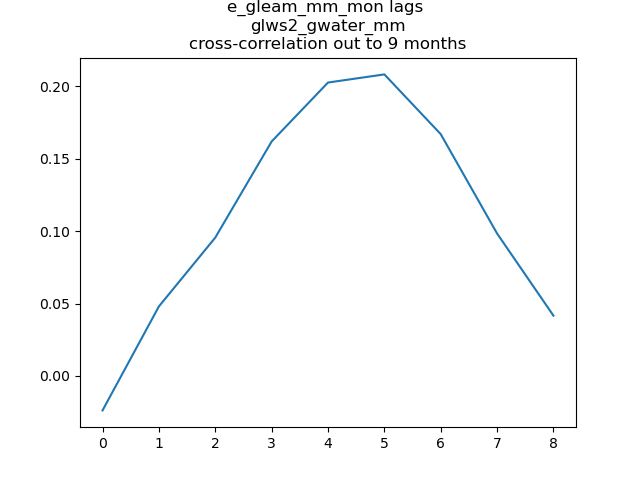 e_gleam_mm_mon lags
glws2_gwater_mm
cross-correlation out to 9 months
0.20
0.15
0.10
0.05
0.00
0 1 2 3 4 5 6 7 8